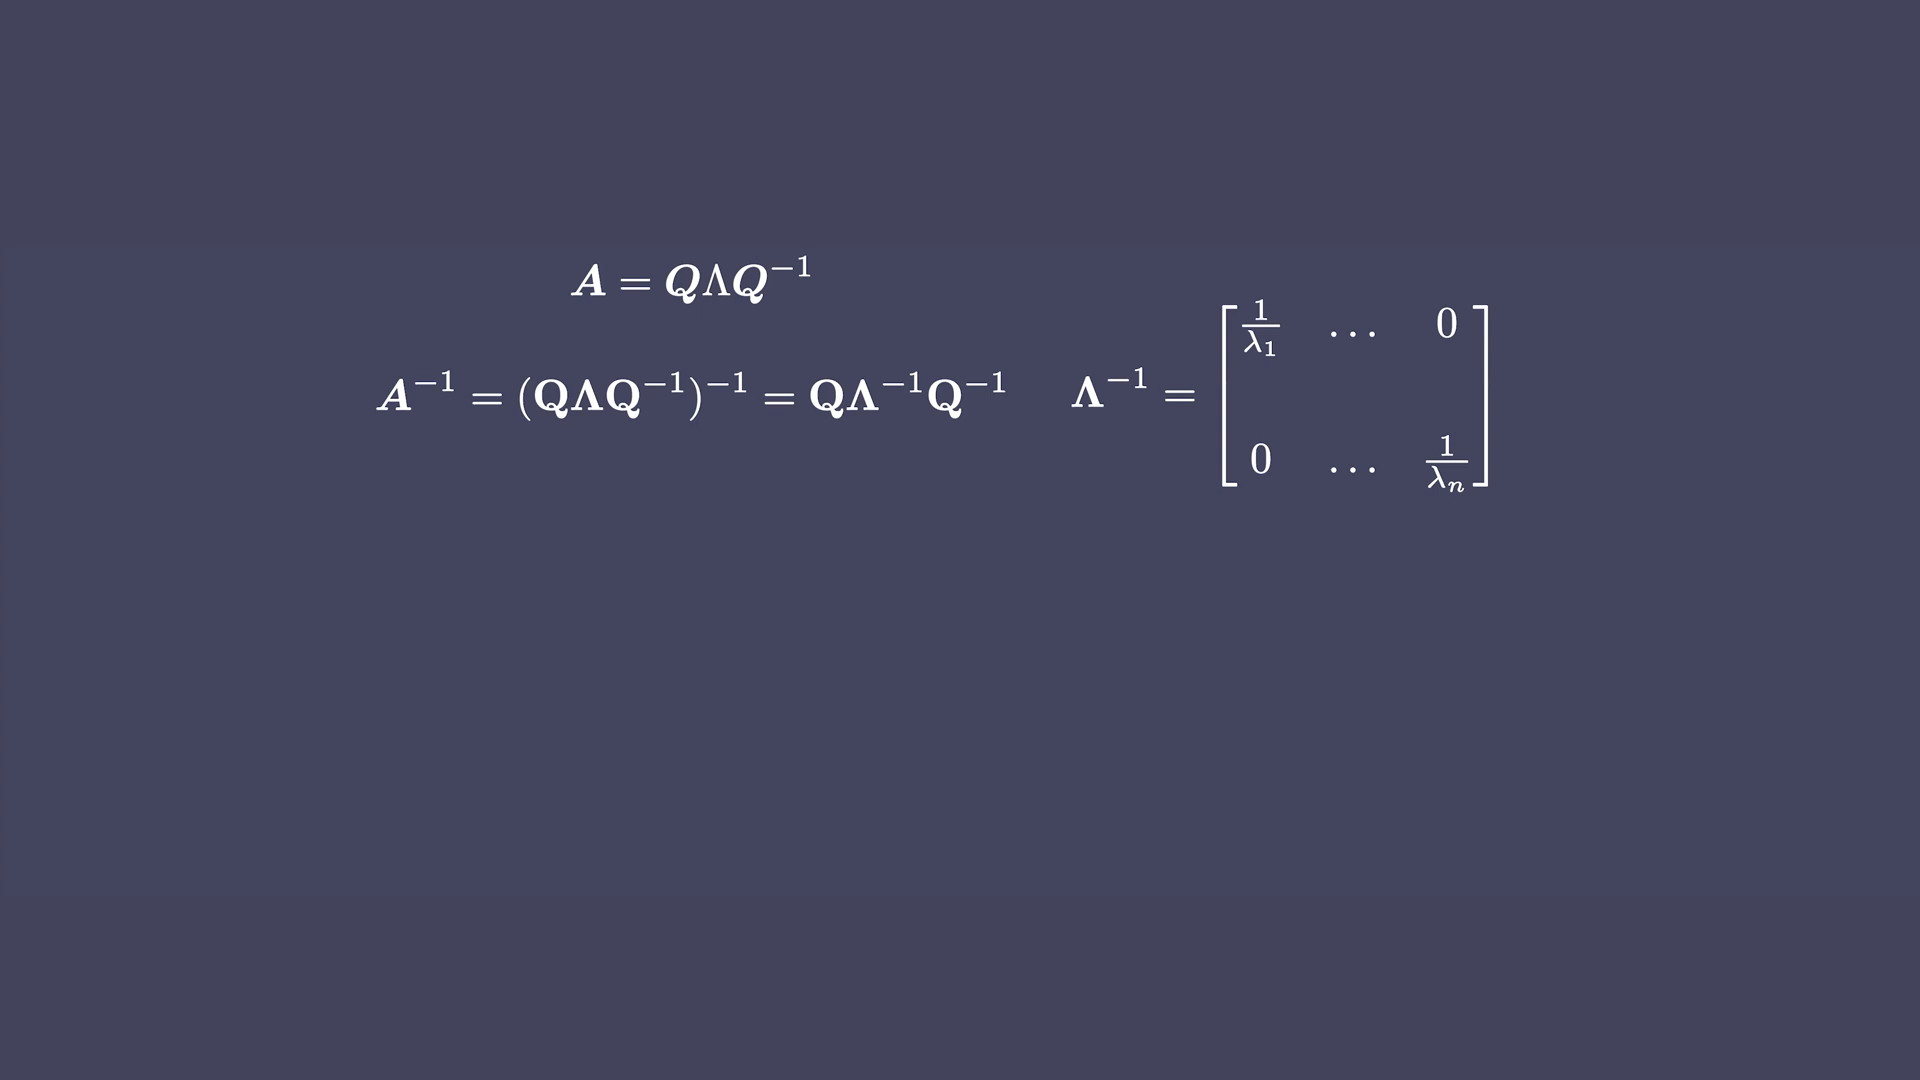 A = QΛQ⁻¹
A⁻¹ = (QΛQ⁻¹)⁻¹ = QΛ⁻¹Q⁻¹
Λ⁻¹ = [ 1/λ₁ … 0
0 … 1/λₙ ]